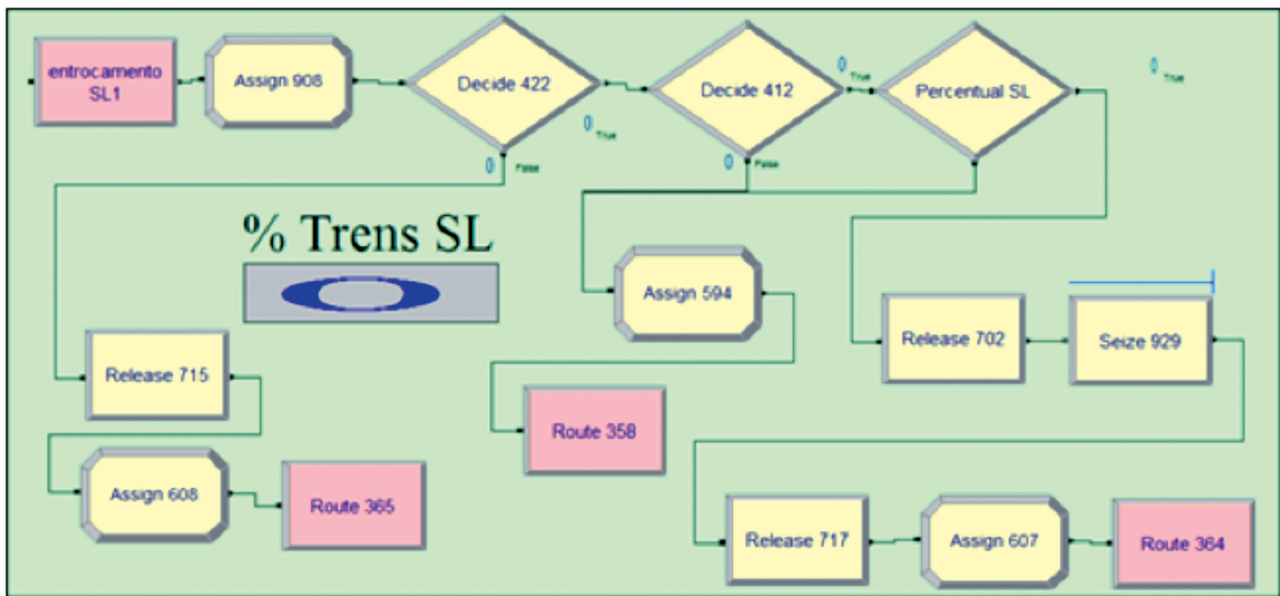 entrocamento
SL1
Assign 908
Decide 422
Decide 412
Percentual SL
0
True
0
True
0
True
0
False
0
False
% Trens SL
Assign 594
Release 702
Seize 929
Release 715
Route 358
Assign 608
Route 365
Release 717
Assign 607
Route 364